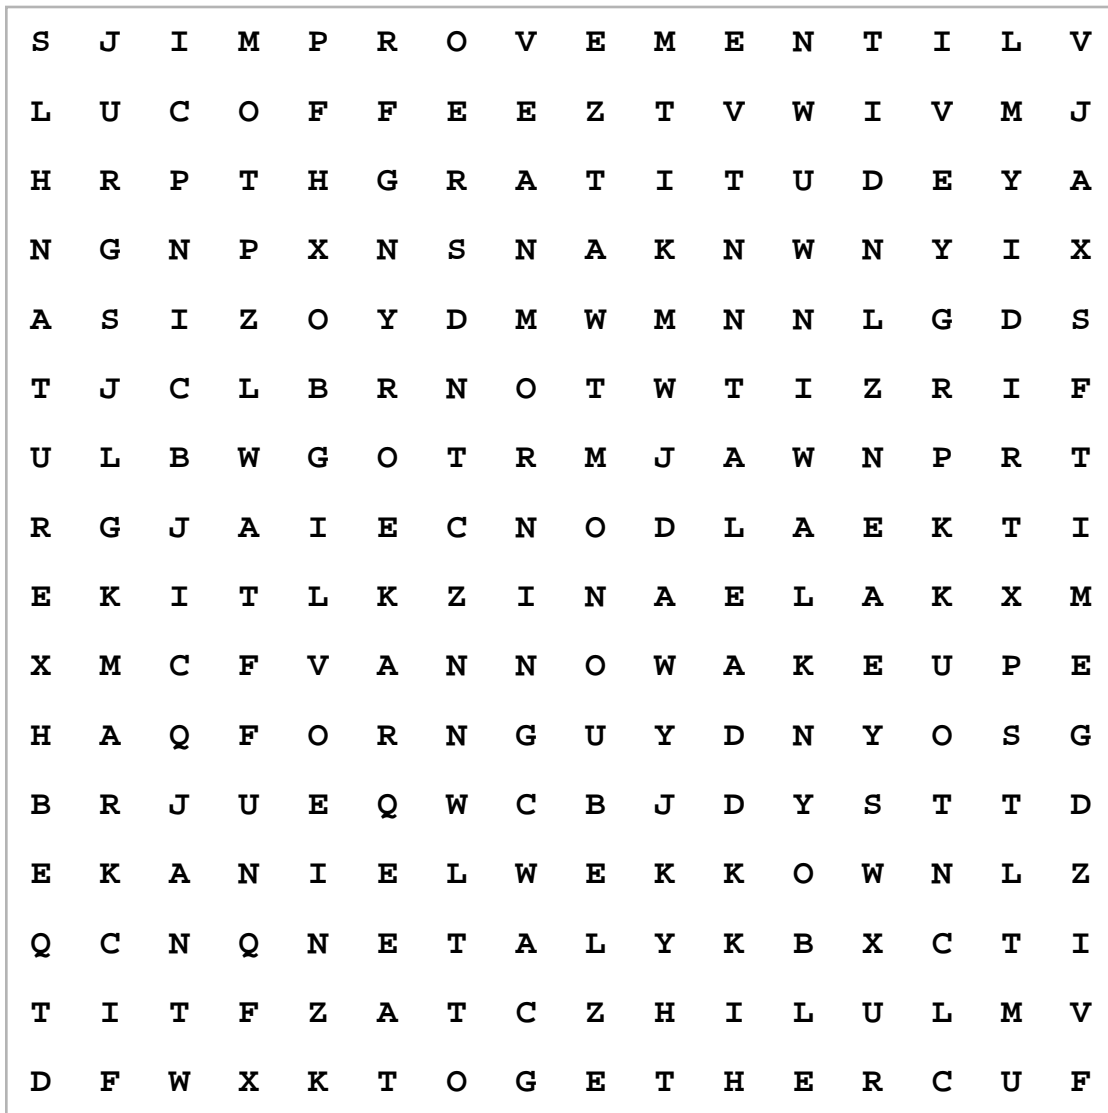 S J I M P R O V E M E N T I L V
L U C O F F E E Z T V W I V M J
H R P T H G R A T I T U D E Y A
N G N P X N S N A K N W N Y I X
A S I Z O Y D M W M N N L G D S
T J C L B R N O T W T I Z R I F
U L B W G O T R M J A W N P R T
R G J A I E C N O D L A E K T I
E K I T L K Z I N A E L A K X M
X M C F V A N N O W A K E U P E
H A Q F O R N G U Y D N Y O S G
B R J U E Q W C B J D Y S T T D
E K A N I E L W E K K O W N L Z
Q C N Q N E T A L Y K B X C T I
T I T F Z A T C Z H I L U L M V
D F W X K T O G E T H E R C U F